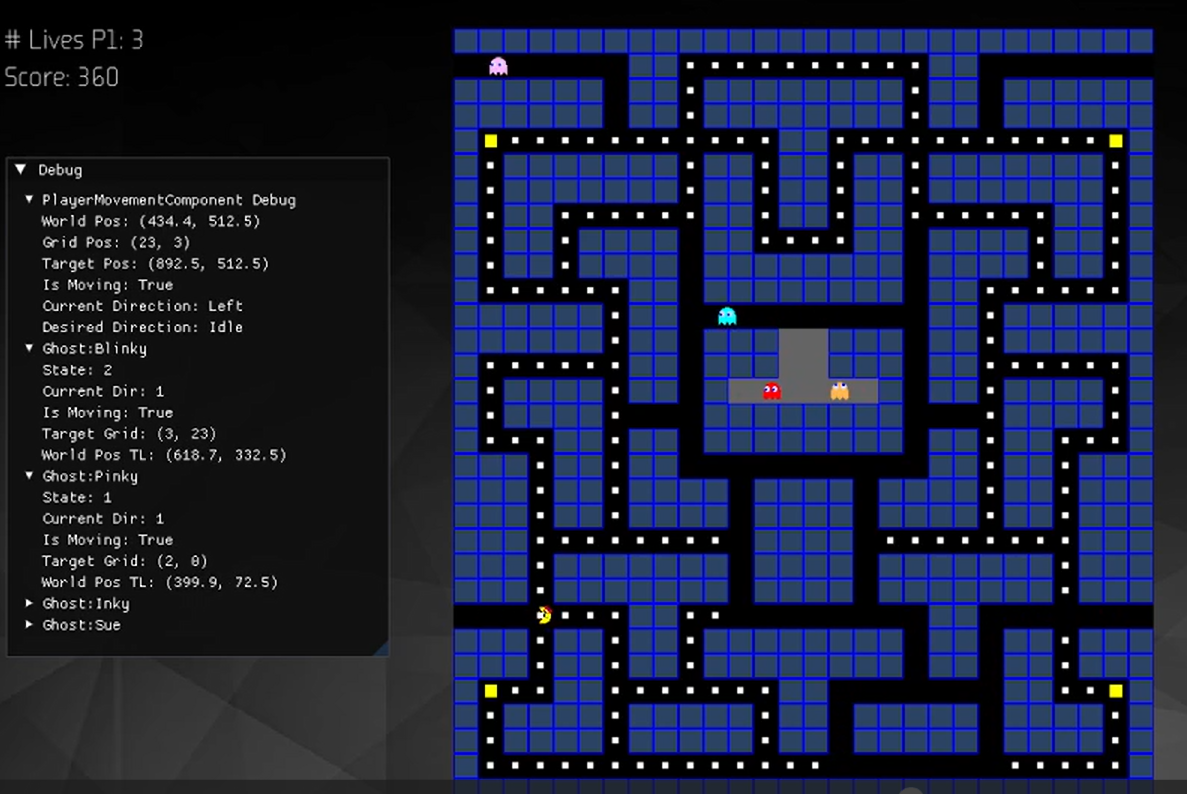 # Lives P1: 3
Score: 360
Debug
PlayerMovementComponent Debug
World Pos: (434.4, 512.5)
Grid Pos: (23, 3)
Target Pos: (892.5, 512.5)
Is Moving: True
Current Direction: Left
Desired Direction: Idle
Ghost:Blinky
State: 2
Current Dir: 1
Is Moving: True
Target Grid: (3, 23)
World Pos TL: (618.7, 332.5)
Ghost:Pinky
State: 1
Current Dir: 1
Is Moving: True
Target Grid: (2, 0)
World Pos TL: (399.9, 72.5)
Ghost:Inky
Ghost:Sue